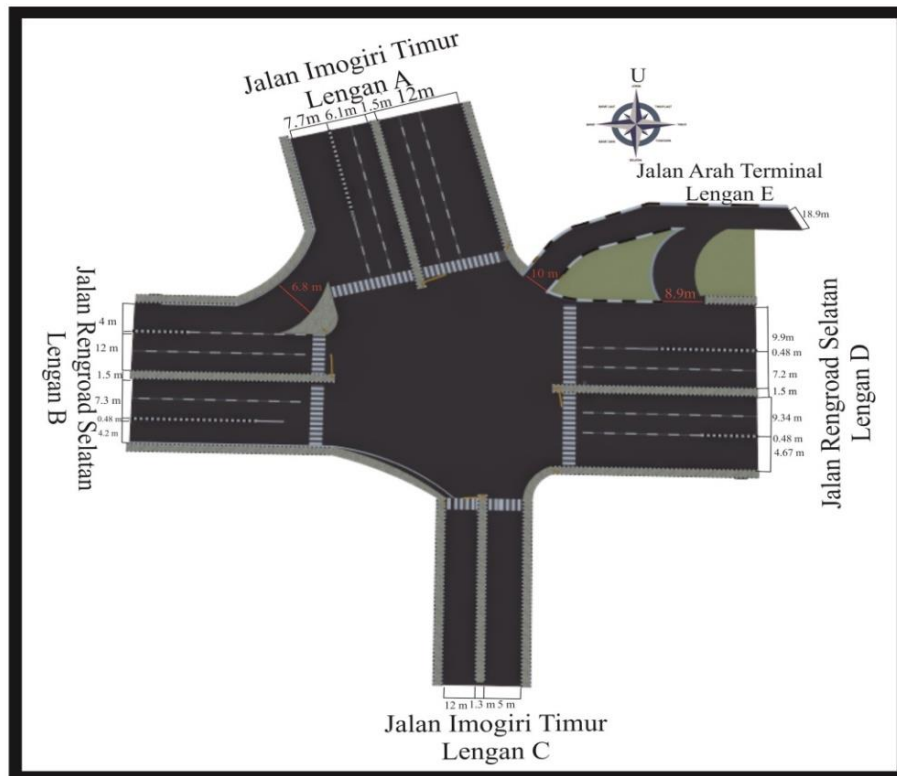 Jalan Imogiri Timur
Lengan A
7.7m 6.1m 1.5m 12m
U
Jalan Arah Terminal
Lengan E
18.9m
10 m
8.9m
6.8 m
Jalan Rengroad Selatan
Lengan B
4 m
12 m
1.5 m
7.3 m
0.48 m
4.2 m
9.9m
0.48 m
7.2 m
1.5 m
9.34 m
0.48 m
4.67 m
Jalan Rengroad Selatan
Lengan D
12 m 1.3 m 5 m
Jalan Imogiri Timur
Lengan C